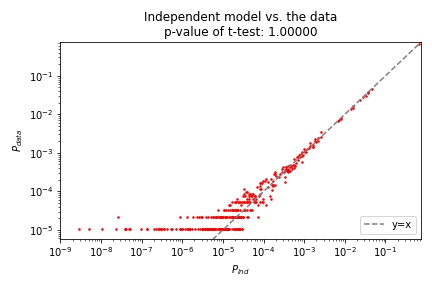 Independent model vs. the data
p-value of t-test: 1.00000
10⁻¹
10⁻²
10⁻³
10⁻⁴
10⁻⁵
P_data
y=x
10⁻⁹ 10⁻⁸ 10⁻⁷ 10⁻⁶ 10⁻⁵ 10⁻⁴ 10⁻³ 10⁻² 10⁻¹
P_ind